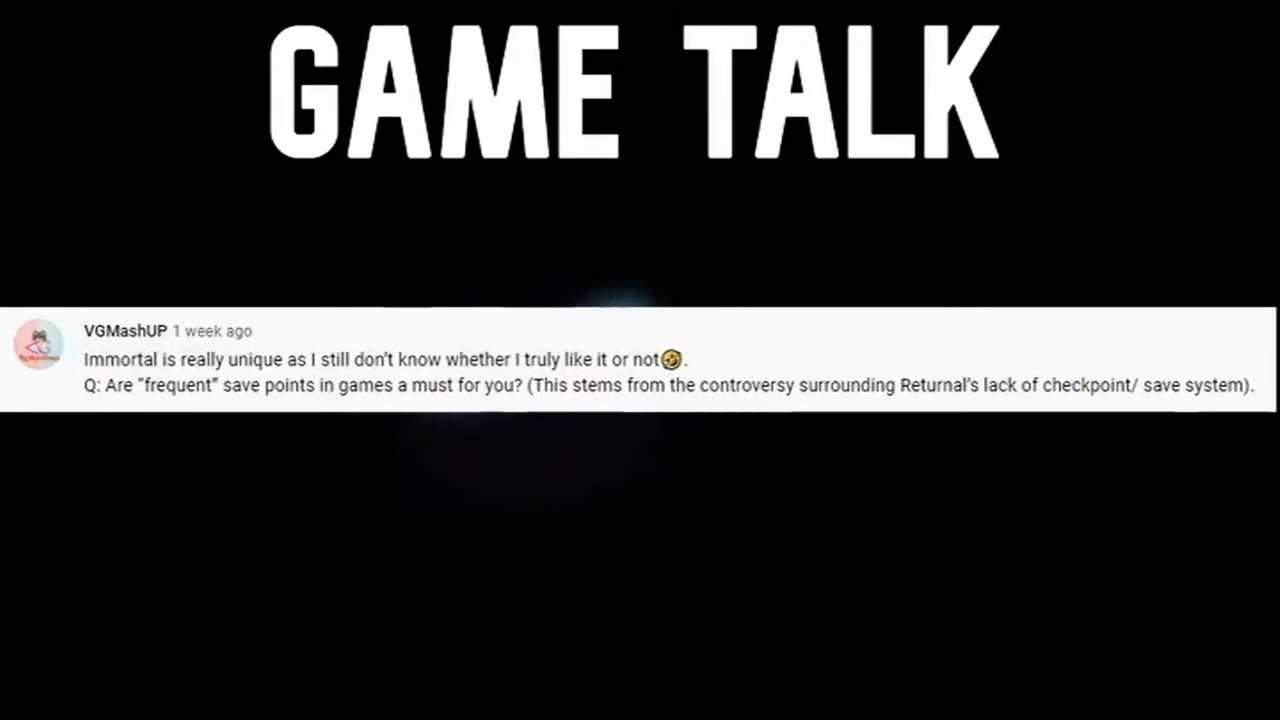 GAME TALK
VGMashUP 1 week ago
Immortal is really unique as I still don't know whether I truly like it or not🤣.
Q: Are “frequent” save points in games a must for you? (This stems from the controversy surrounding Returnal's lack of checkpoint/ save system).